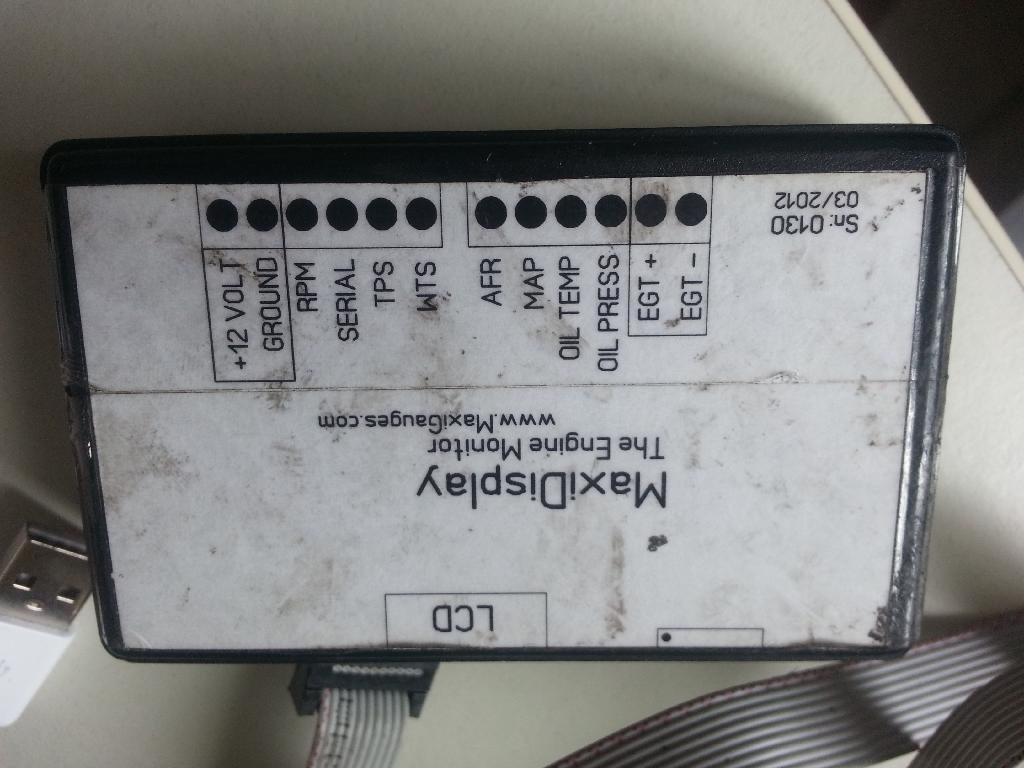 +12 VOLT
GROUND
RPM
SERIAL
TPS
WTS
AFR
MAP
OIL TEMP
OIL PRESS
EGT +
EGT -
Sn: 0130
03/2012
MaxiDisplay
The Engine Monitor
www.MaxiGauges.com
LCD